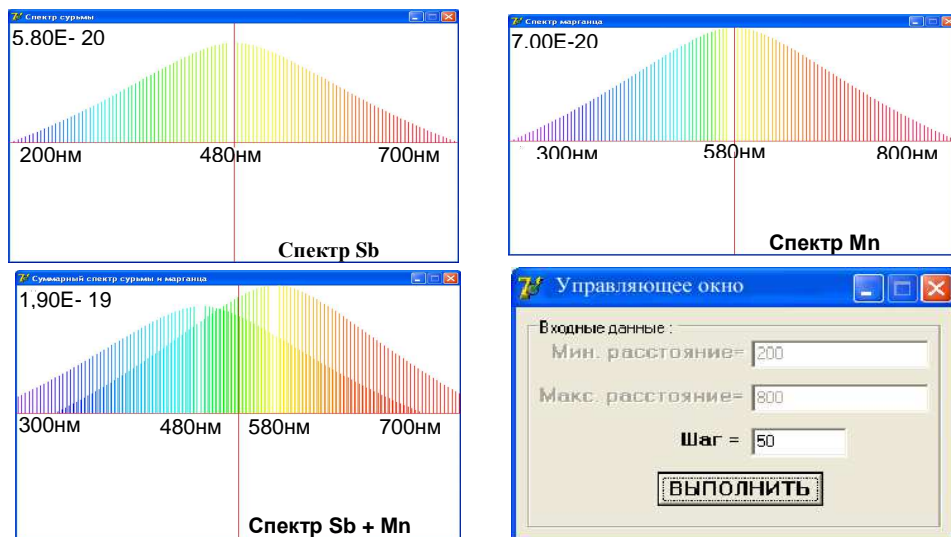 Спектр сурьмы
5.80E- 20
200нм 480нм 700нм
Спектр Sb
Спектр марганца
7.00E-20
300нм 580нм 800нм
Спектр Mn
Суммарный спектр сурьмы и марганца
1,90E- 19
300нм 480нм 580нм 700нм
Спектр Sb + Mn
Управляющее окно
Входные данные :
Мин. расстояние= 200
Макс. расстояние= 800
Шаг = 50
ВЫПОЛНИТЬ